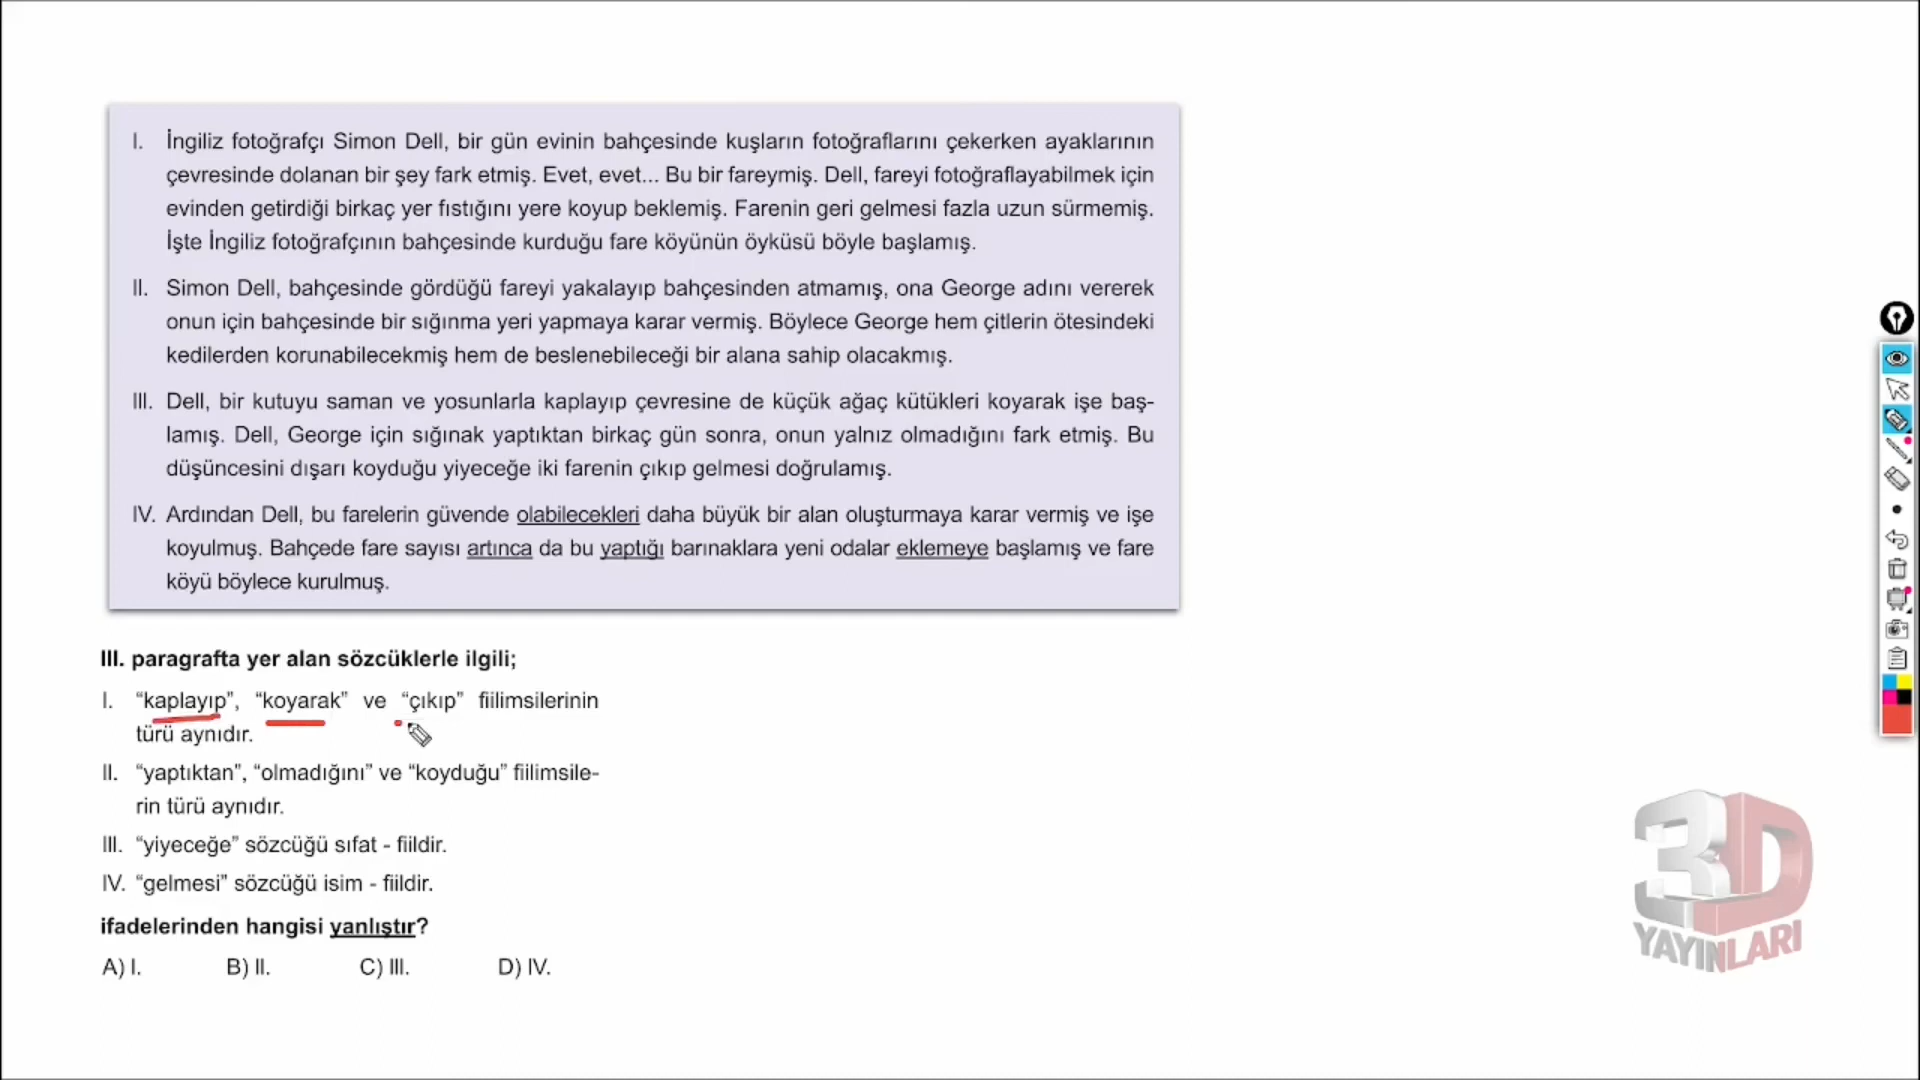 I. İngiliz fotoğrafçı Simon Dell, bir gün evinin bahçesinde kuşların fotoğraflarını çekerken ayaklarının
çevresinde dolanan bir şey fark etmiş. Evet, evet... Bu bir fareymiş. Dell, fareyi fotoğraflayabilmek için
evinden getirdiği birkaç yer fıstığını yere koyup beklemiş. Farenin geri gelmesi fazla uzun sürmemiş.
İşte İngiliz fotoğrafçının bahçesinde kurduğu fare köyünün öyküsü böyle başlamış.
II. Simon Dell, bahçesinde gördüğü fareyi yakalayıp bahçesinden atmamış, ona George adını vererek
onun için bahçesinde bir sığınma yeri yapmaya karar vermiş. Böylece George hem çitlerin ötesindeki
kedilerden korunabilecekmiş hem de beslenebileceği bir alana sahip olacakmış.
III. Dell, bir kutuyu saman ve yosunlarla kaplayıp çevresine de küçük ağaç kütükleri koyarak işe baş-
lamış. Dell, George için sığınak yaptıktan birkaç gün sonra, onun yalnız olmadığını fark etmiş. Bu
düşüncesini dışarı koyduğu yiyeceğe iki farenin çıkıp gelmesi doğrulamış.
IV. Ardından Dell, bu farelerin güvende olabilecekleri daha büyük bir alan oluşturmaya karar vermiş ve işe
koyulmuş. Bahçede fare sayısı artınca da bu yaptığı barınaklara yeni odalar eklemeye başlamış ve fare
köyü böylece kurulmuş.
III. paragrafta yer alan sözcüklerle ilgili;
I. “kaplayıp”, “koyarak” ve “çıkıp” fiilimsilerinin
türü aynıdır.
II. “yaptıktan”, “olmadığını” ve “koyduğu” fiilimsile-
rin türü aynıdır.
III. “yiyeceğe” sözcüğü sıfat - fiildir.
IV. “gelmesi” sözcüğü isim - fiildir.
ifadelerinden hangisi yanlıştır?
A) I. B) II. C) III. D) IV.
3D
YAYINLARI